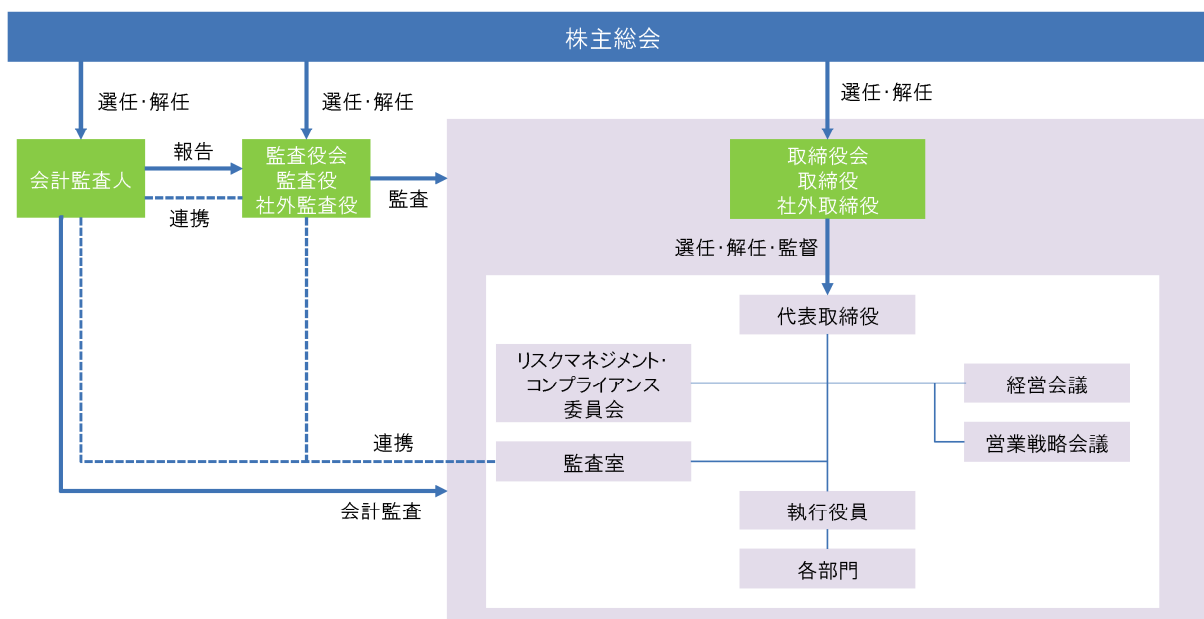 株主総会
選任・解任
選任・解任
選任・解任
会計監査人
報告
連携
監査役会
監査役
社外監査役
監査
取締役会
取締役
社外取締役
選任・解任・監督
代表取締役
リスクマネジメント・
コンプライアンス
委員会
経営会議
営業戦略会議
連携
監査室
会計監査
執行役員
各部門